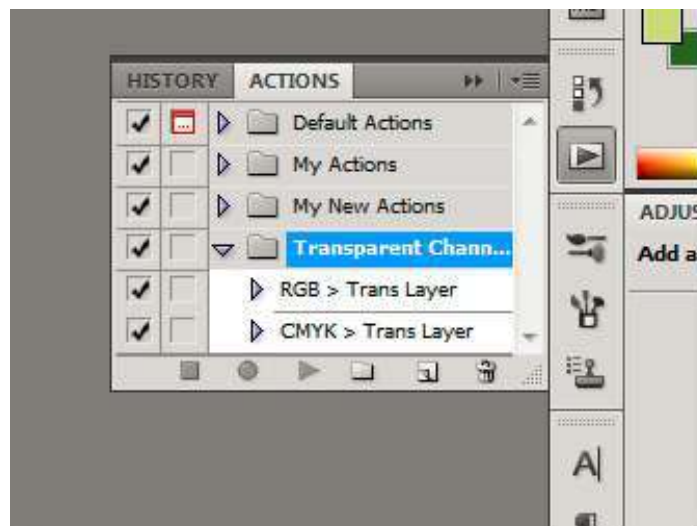 HISTORY ACTIONS
Default Actions
My Actions
My New Actions
Transparent Chann...
RGB > Trans Layer
CMYK > Trans Layer
ADJUS
Add a
A